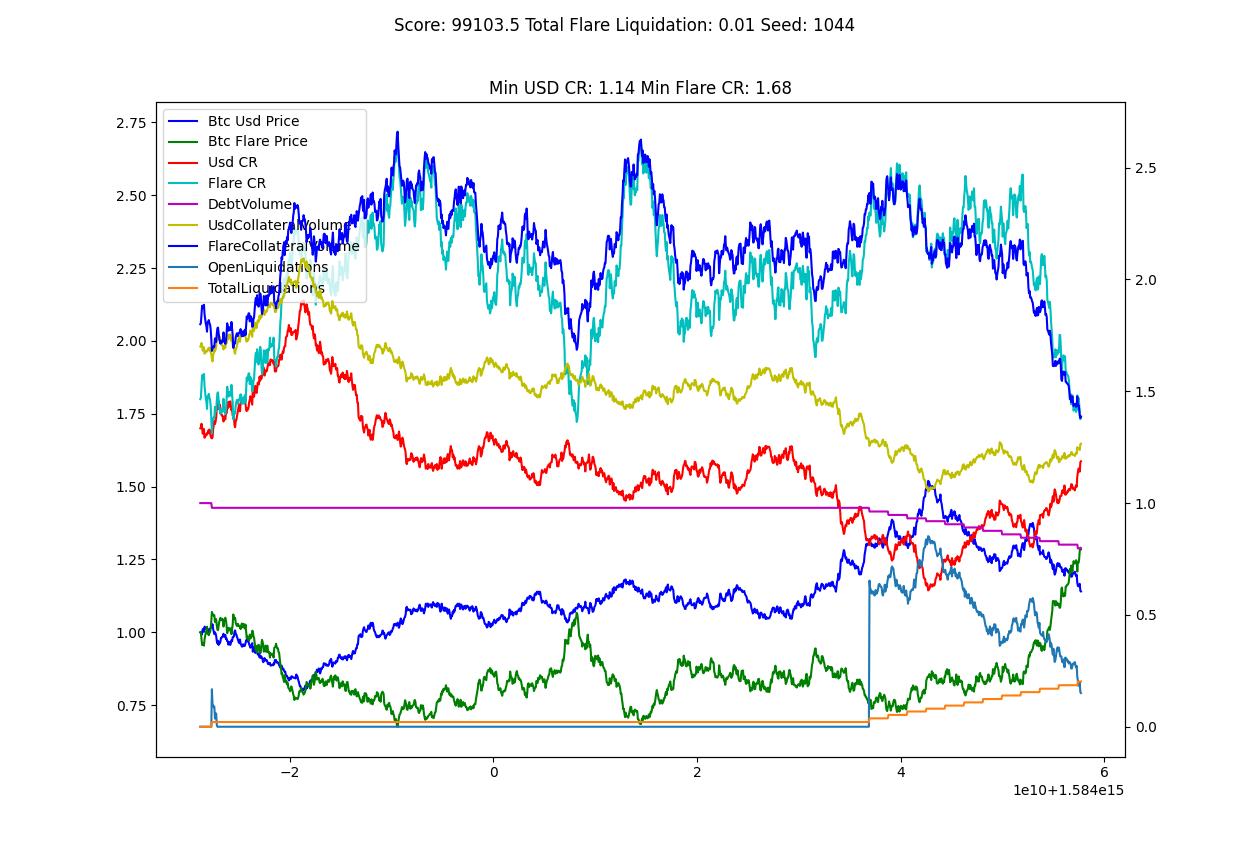 Score: 99103.5 Total Flare Liquidation: 0.01 Seed: 1044
Min USD CR: 1.14 Min Flare CR: 1.68
Btc Usd Price
Btc Flare Price
Usd CR
Flare CR
DebtVolume
UsdCollateralVolume
FlareCollateralVolume
OpenLiquidations
TotalLiquidations
2.75
2.50
2.25
2.00
1.75
1.50
1.25
1.00
0.75
2.5
2.0
1.5
1.0
0.5
0.0
−2
0
2
4
6
1e10+1.584e15